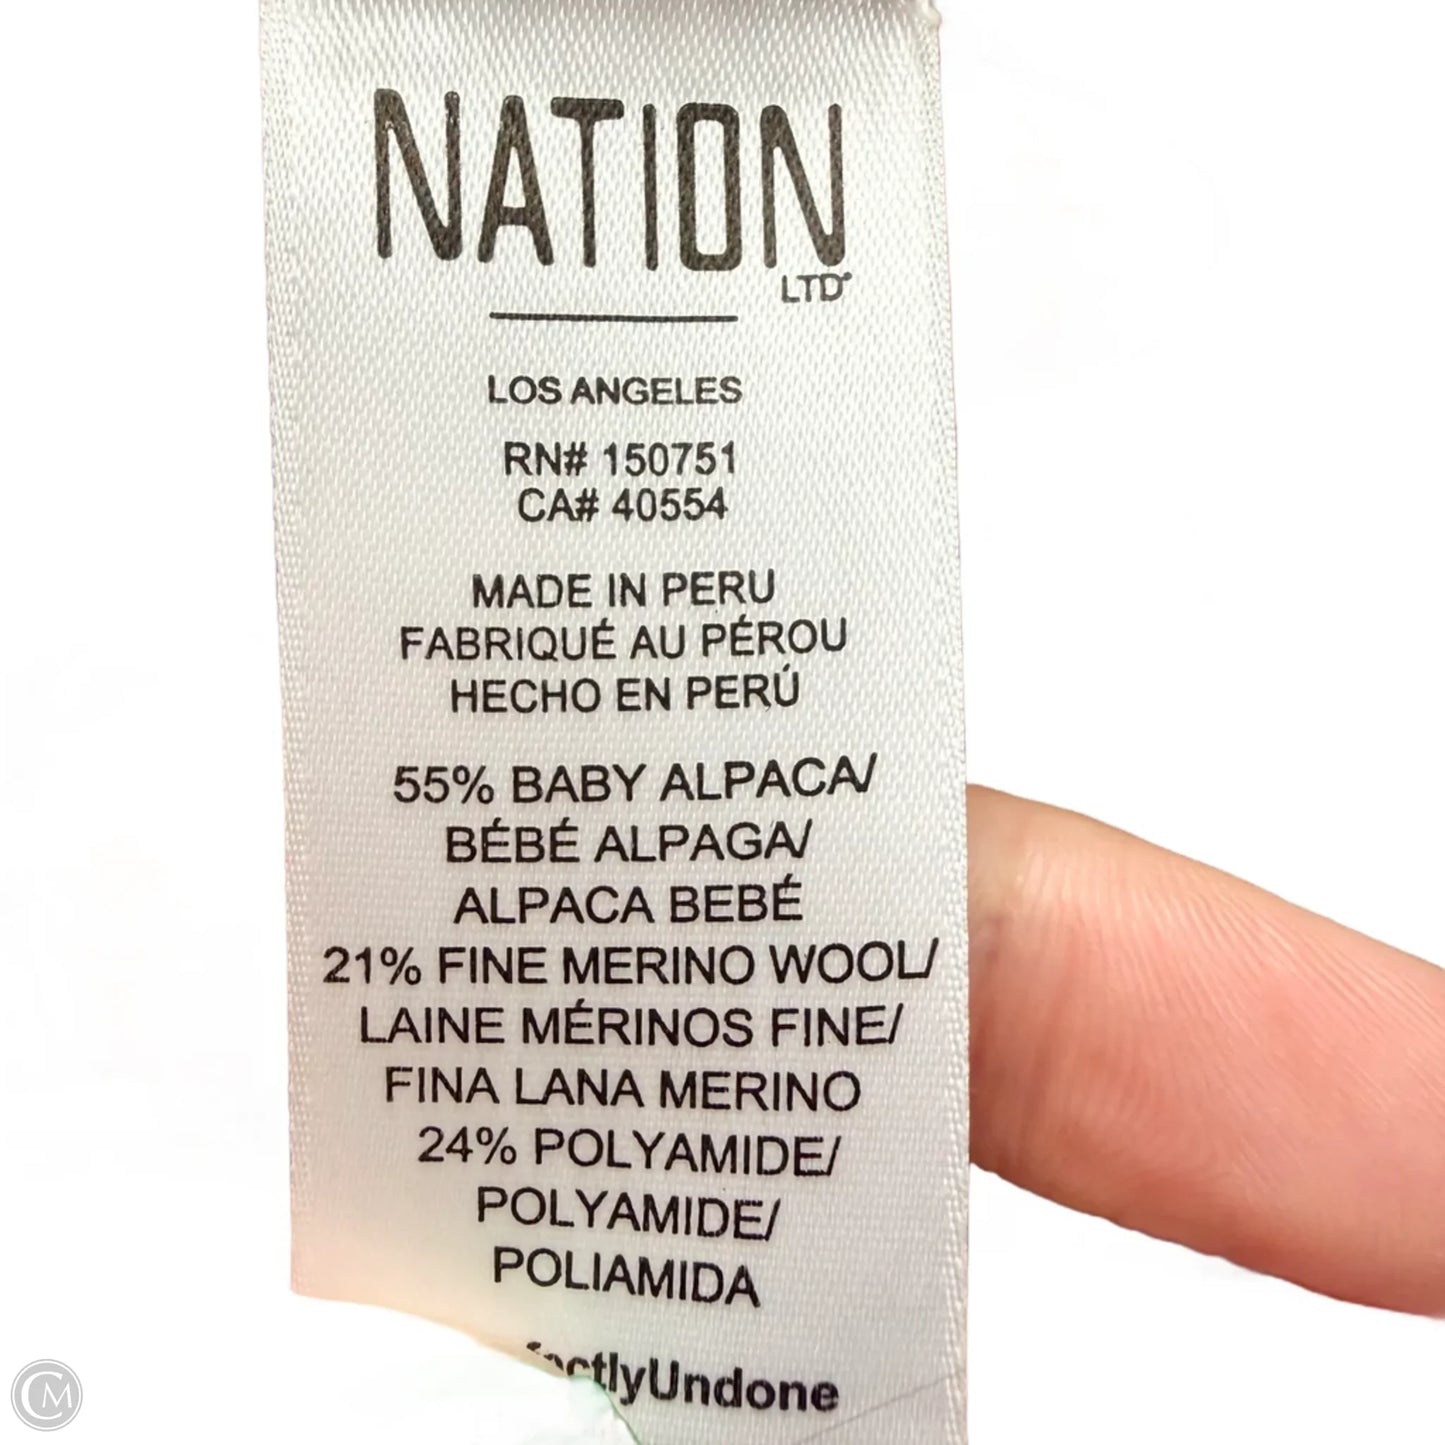 NATION
LTD
LOS ANGELES
RN# 150751
CA# 40554
MADE IN PERU
FABRIQUÉ AU PÉROU
HECHO EN PERÚ
55% BABY ALPACA/
BÉBÉ ALPAGA/
ALPACA BEBÉ
21% FINE MERINO WOOL/
LAINE MÉRINOS FINE/
FINA LANA MERINO
24% POLYAMIDE/
POLYAMIDE/
POLIAMIDA
CM